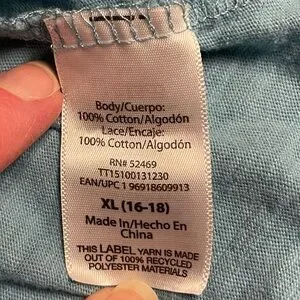 Body/Cuerpo:
100% Cotton/Algodón
Lace/Encaje:
100% Cotton/Algodón
RN# 52469
TT15100131230
EAN/UPC 1 96918609913
XL (16-18)
Made In/Hecho En
China
THIS LABEL YARN IS MADE
OUT OF 100% RECYCLED
POLYESTER MATERIALS